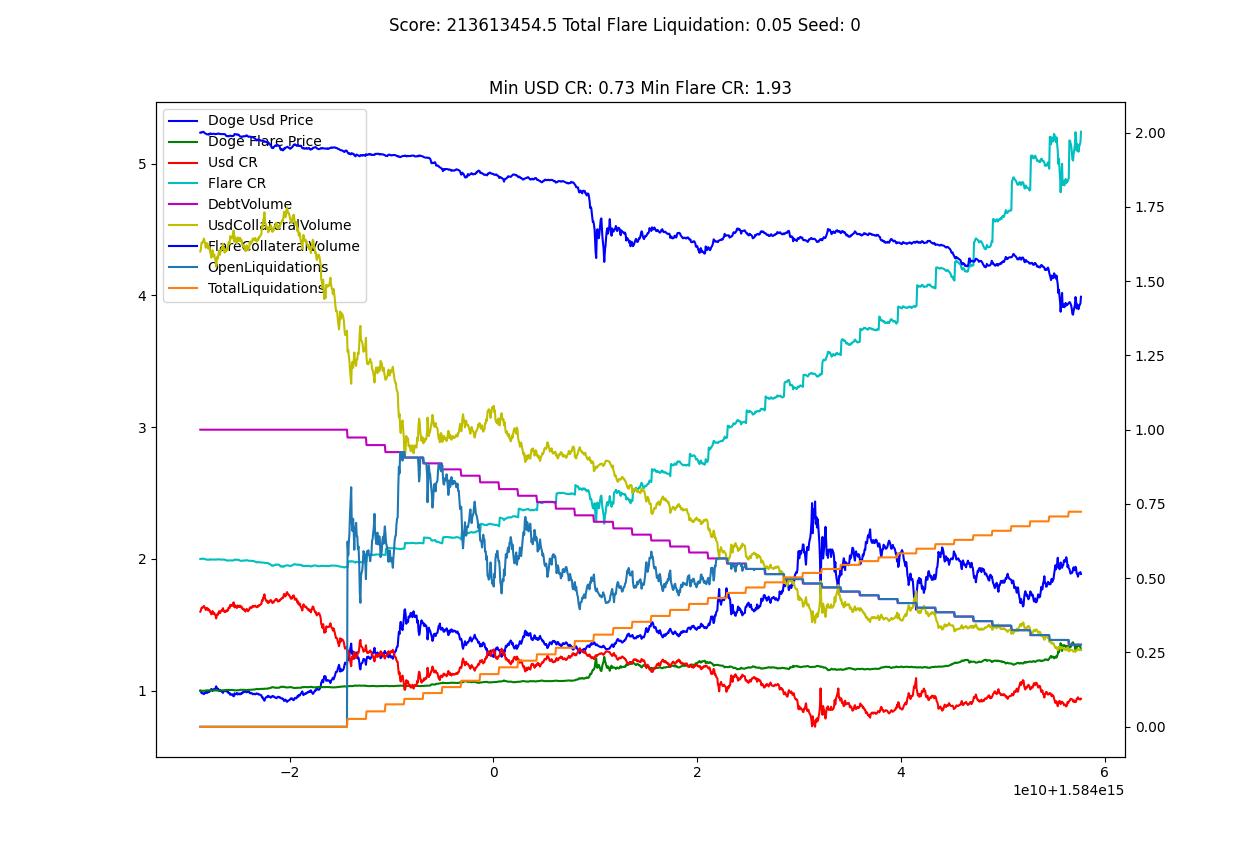 Score: 213613454.5 Total Flare Liquidation: 0.05 Seed: 0
Min USD CR: 0.73 Min Flare CR: 1.93
Doge Usd Price
Doge Flare Price
Usd CR
Flare CR
DebtVolume
UsdCollateralVolume
FlareCollateralVolume
OpenLiquidations
TotalLiquidations
5
4
3
2
1
2.00
1.75
1.50
1.25
1.00
0.75
0.50
0.25
0.00
−2
0
2
4
6
1e10+1.584e15